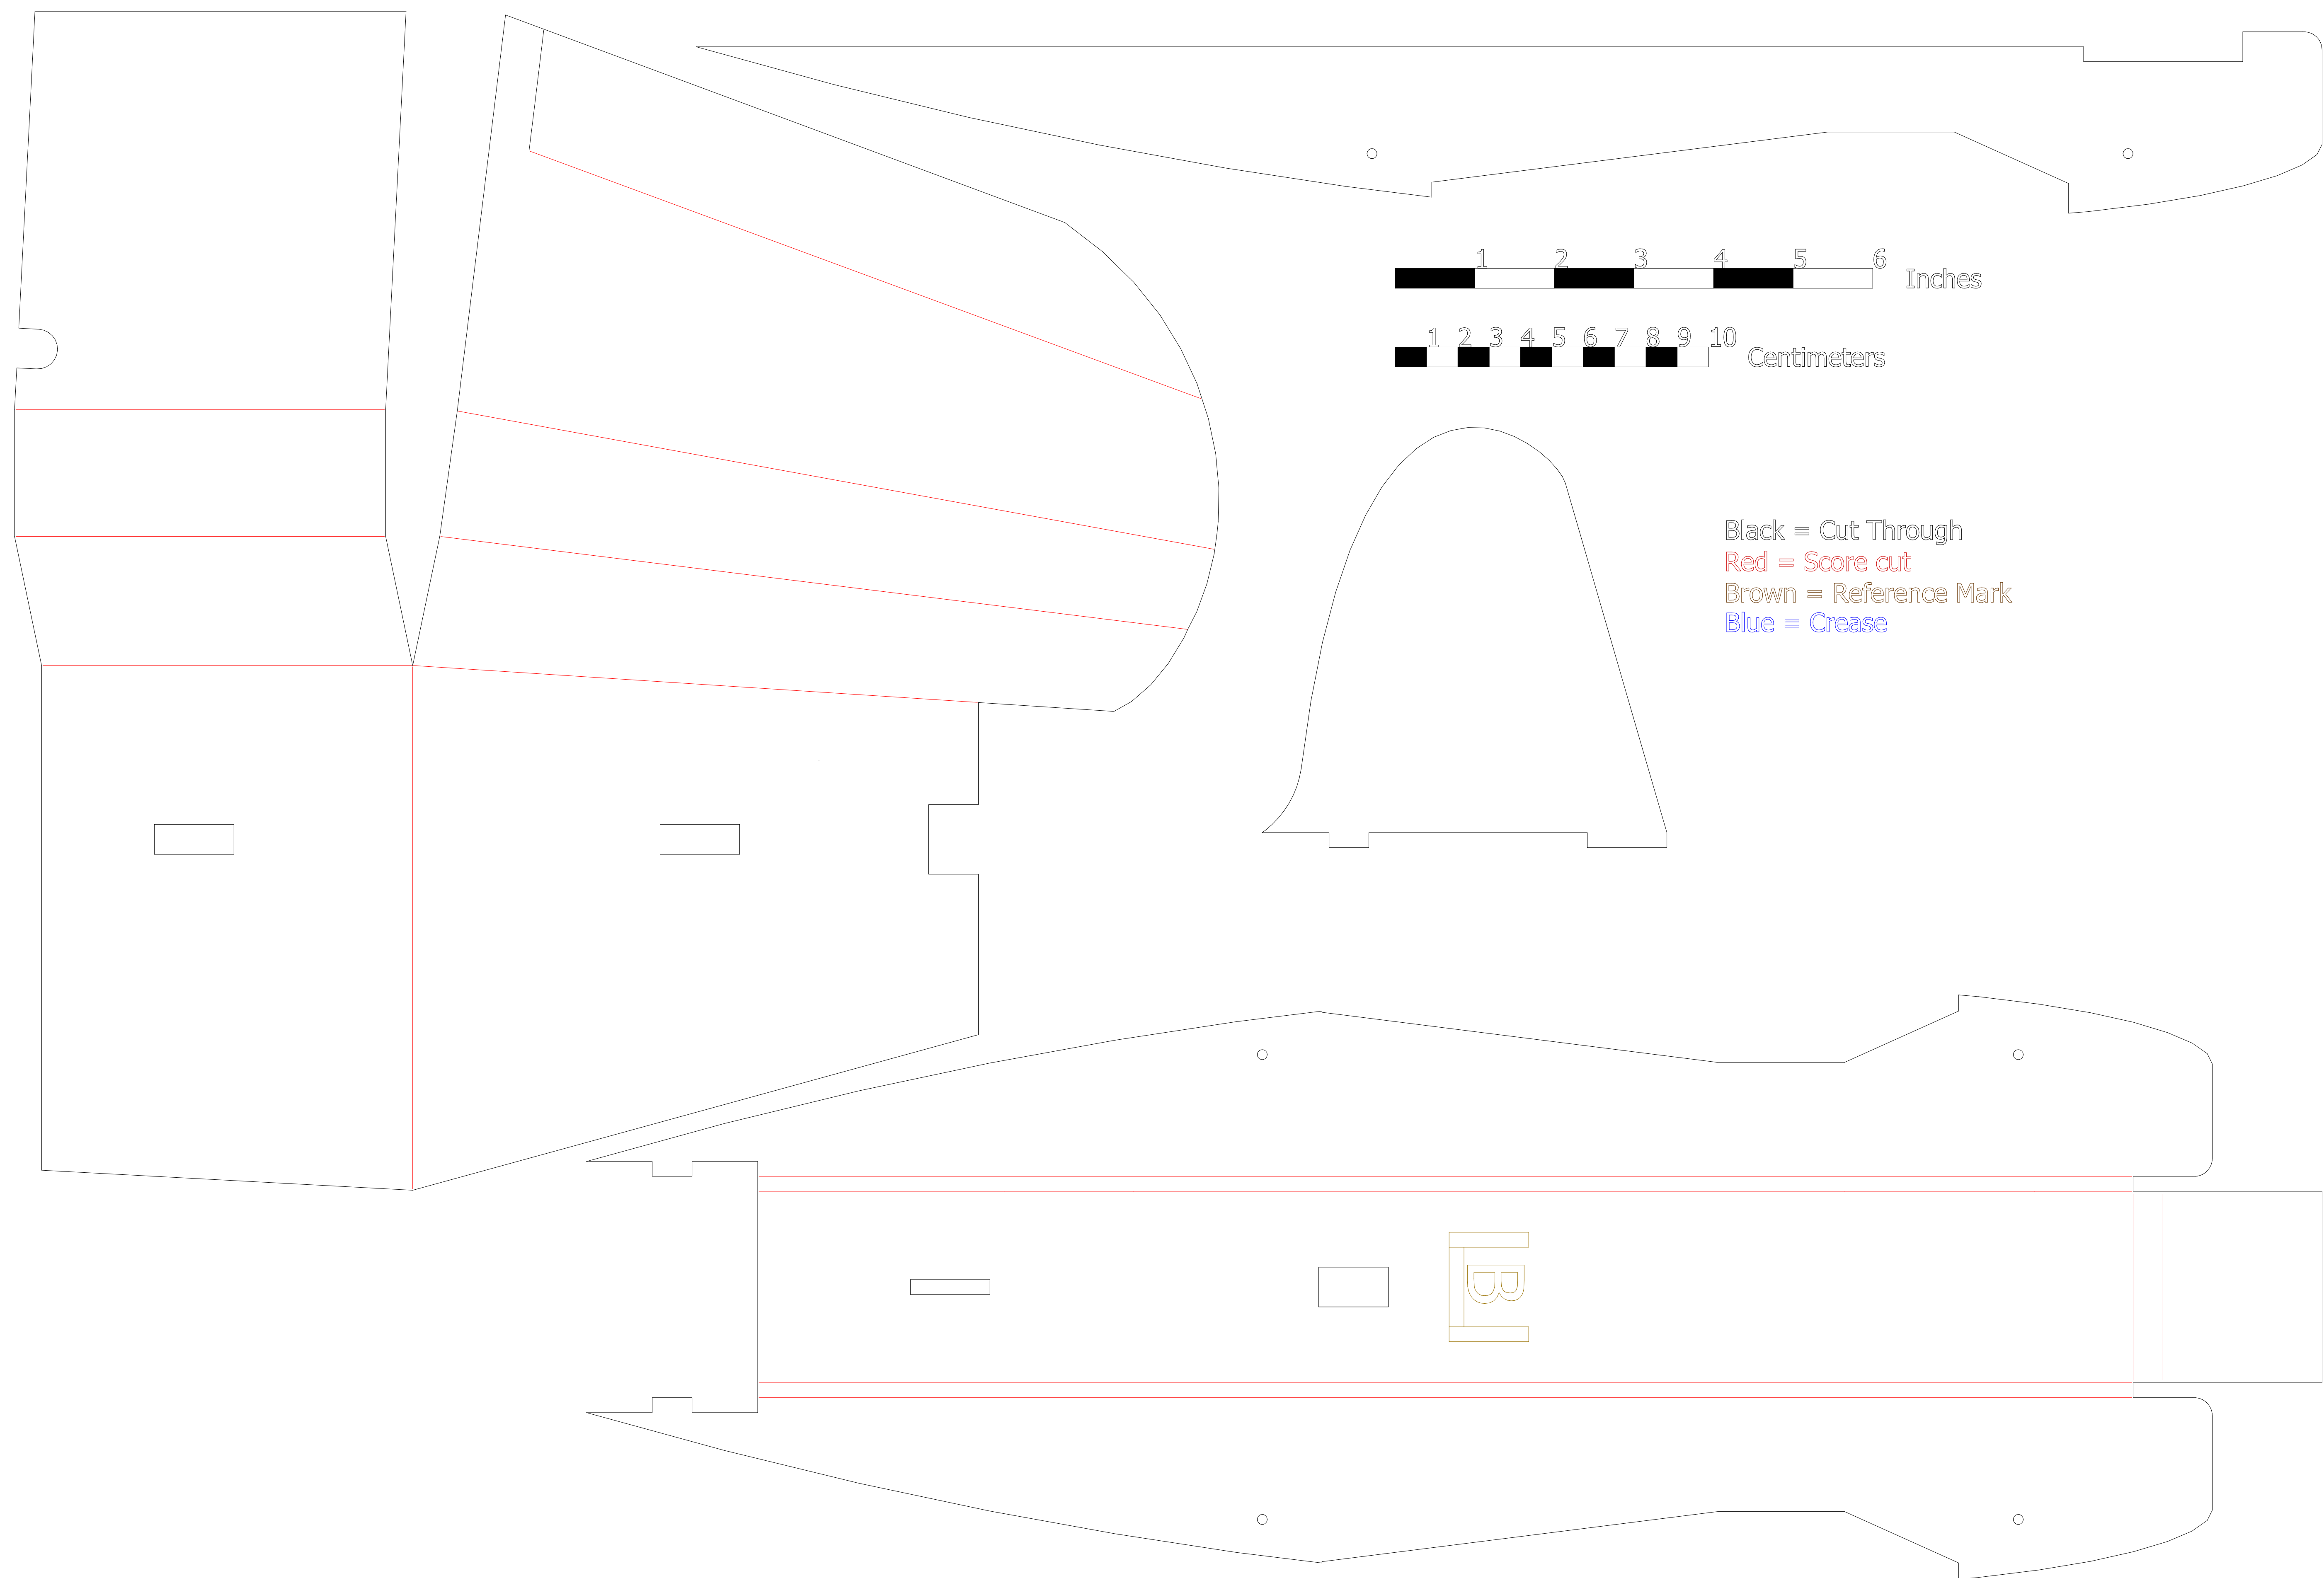 1 2 3 4 5 6
Inches
1 2 3 4 5 6 7 8 9 10
Centimeters
Black = Cut Through
Red = Score cut
Brown = Reference Mark
Blue = Crease
B